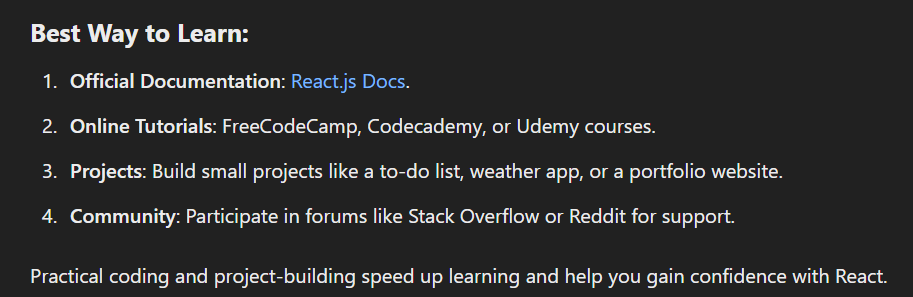 Best Way to Learn:
1. Official Documentation: React.js Docs.
2. Online Tutorials: FreeCodeCamp, Codecademy, or Udemy courses.
3. Projects: Build small projects like a to-do list, weather app, or a portfolio website.
4. Community: Participate in forums like Stack Overflow or Reddit for support.
Practical coding and project-building speed up learning and help you gain confidence with React.